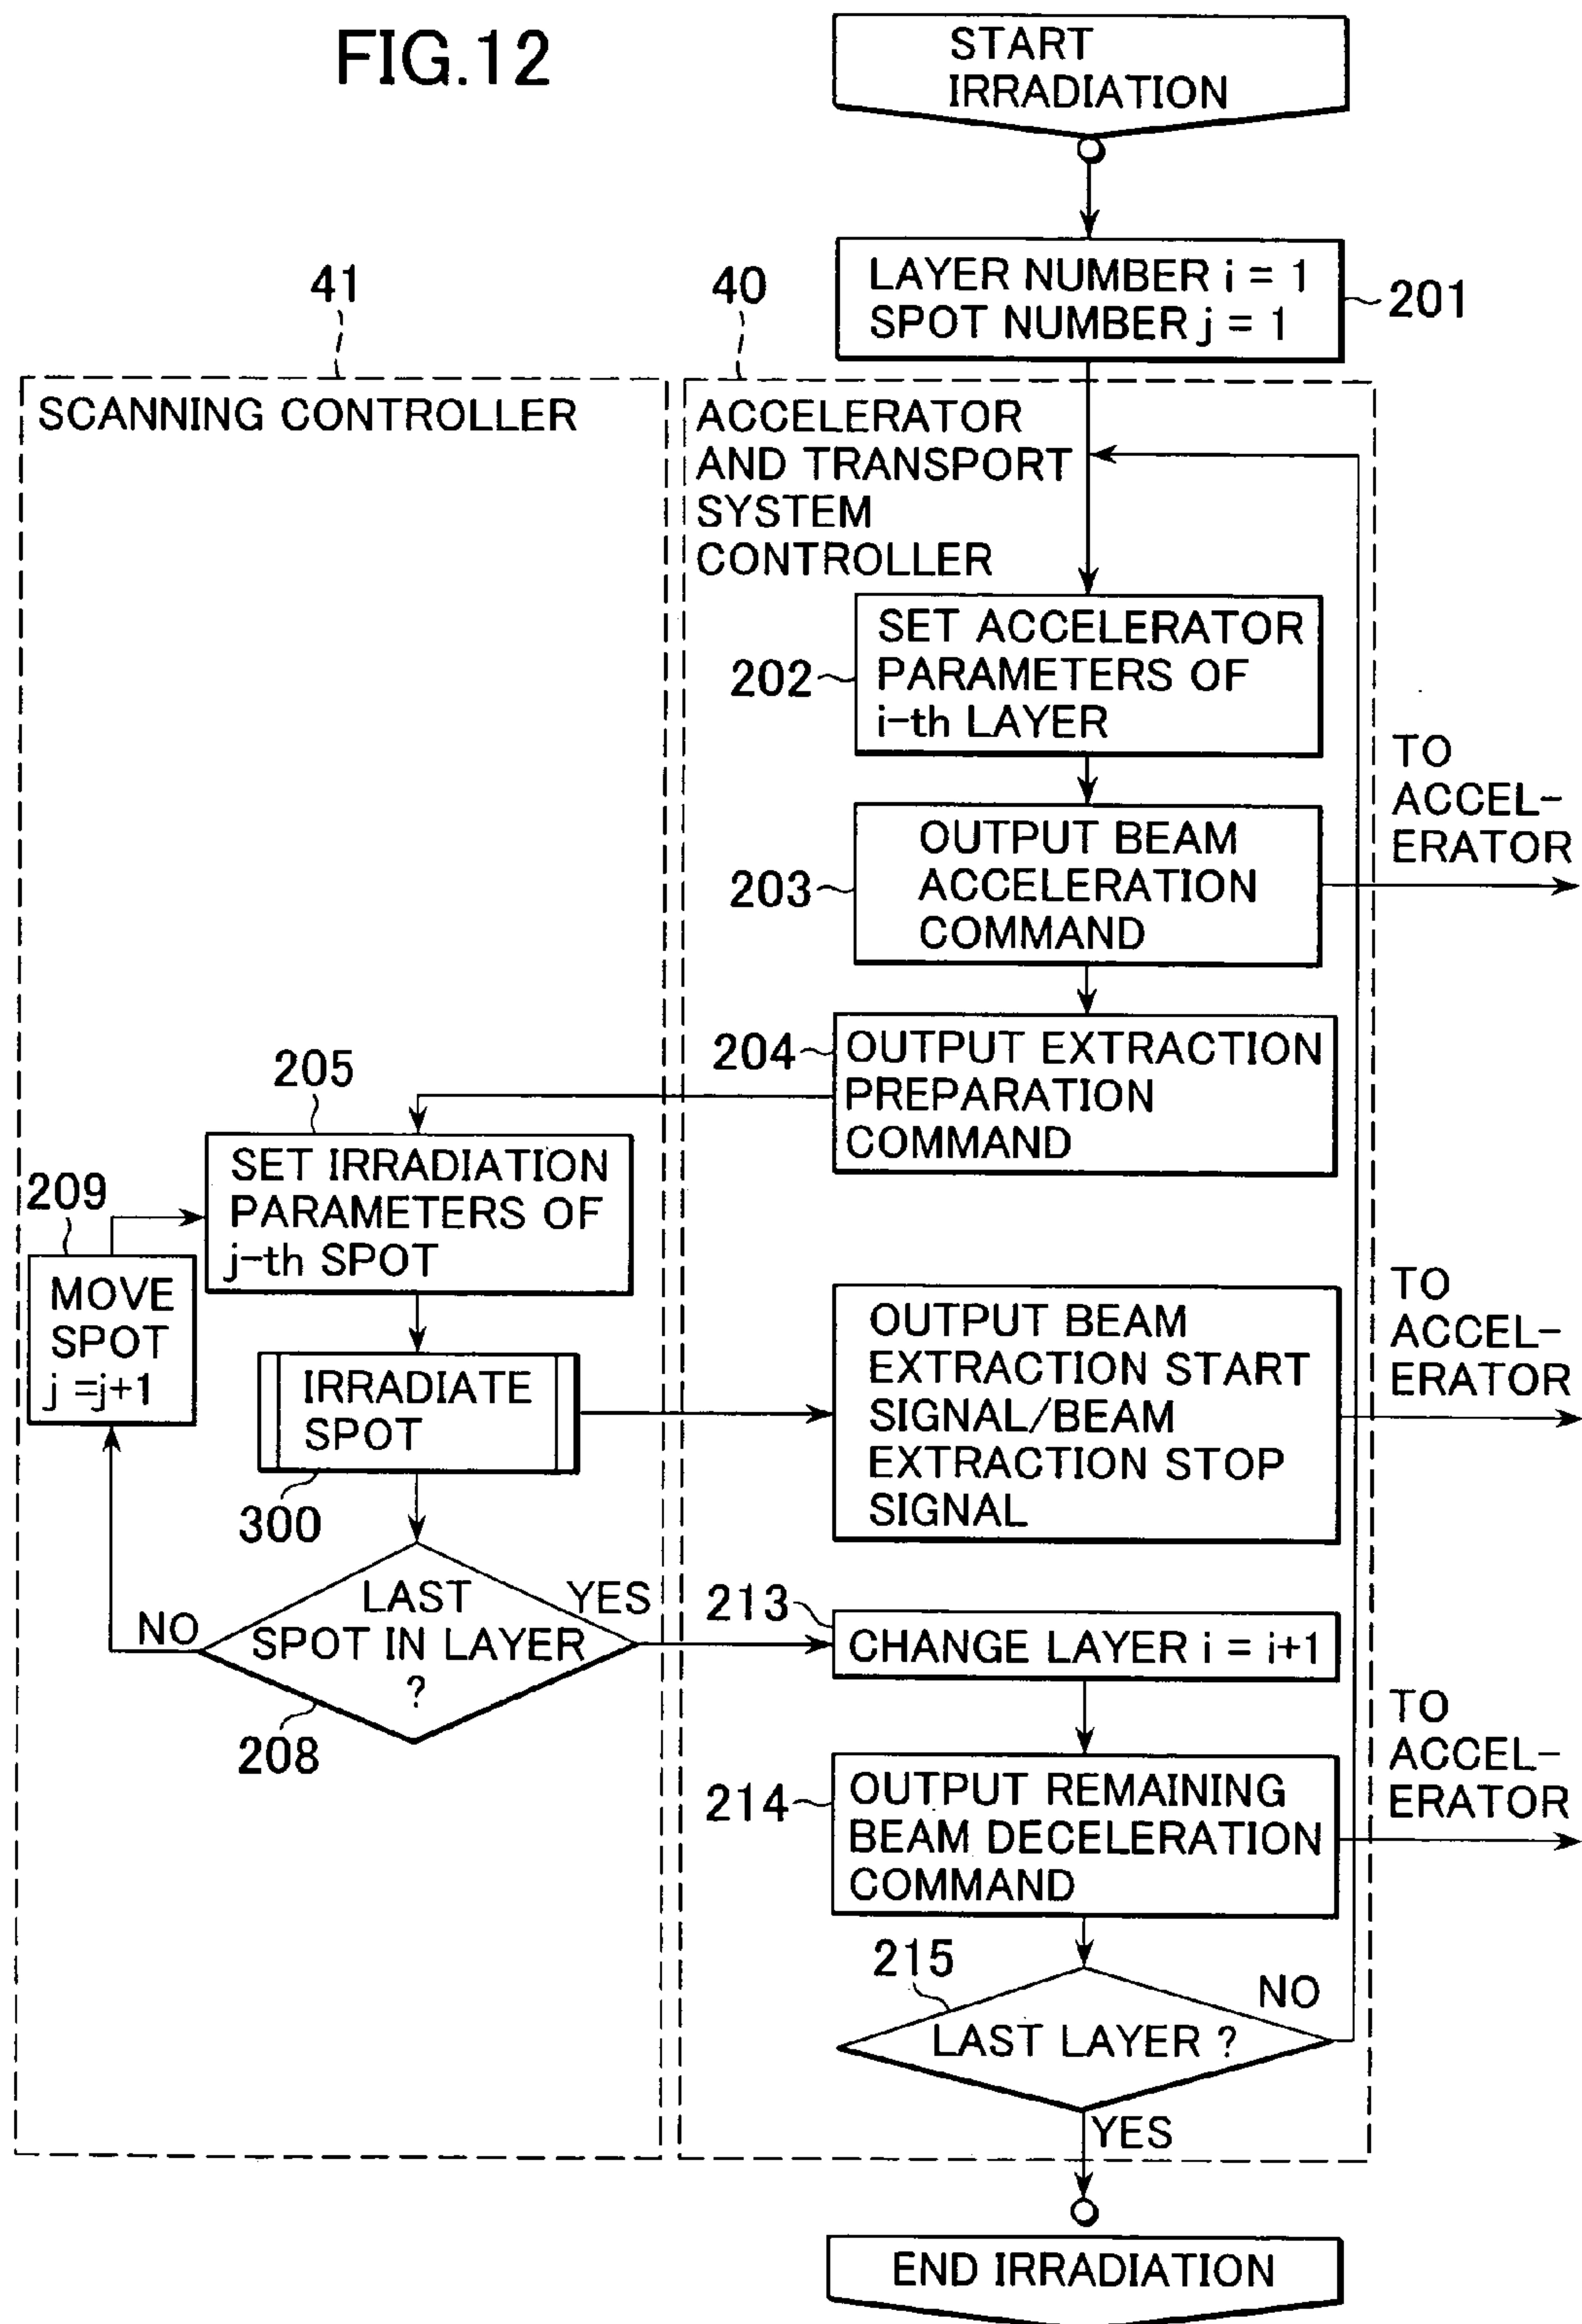 FIG.12
START
IRRADIATION
LAYER NUMBER i = 1
SPOT NUMBER j = 1
201
41
40
SCANNING CONTROLLER
ACCELERATOR
AND TRANSPORT
SYSTEM
CONTROLLER
202
SET ACCELERATOR
PARAMETERS OF
i-th LAYER
TO
ACCEL-
ERATOR
203
OUTPUT BEAM
ACCELERATION
COMMAND
204
OUTPUT EXTRACTION
PREPARATION
COMMAND
205
SET IRRADIATION
PARAMETERS OF
j-th SPOT
209
MOVE
SPOT
j =j+1
IRRADIATE
SPOT
300
OUTPUT BEAM
EXTRACTION START
SIGNAL/BEAM
EXTRACTION STOP
SIGNAL
TO
ACCEL-
ERATOR
LAST
SPOT IN LAYER
?
YES
NO
208
213
CHANGE LAYER i = i+1
214
OUTPUT REMAINING
BEAM DECELERATION
COMMAND
TO
ACCEL-
ERATOR
215
LAST LAYER ?
NO
YES
END IRRADIATION